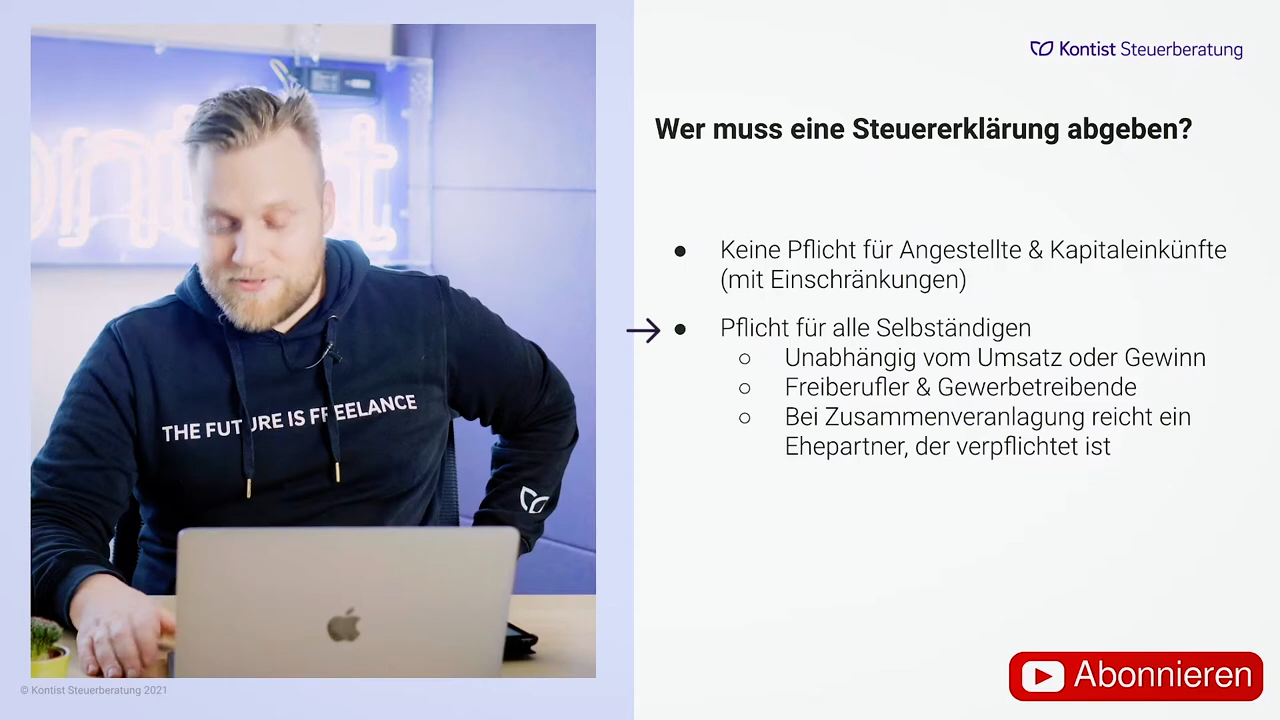 Kontist Steuerberatung
Wer muss eine Steuererklärung abgeben?
● Keine Pflicht für Angestellte & Kapitaleinkünfte
(mit Einschränkungen)
● Pflicht für alle Selbständigen
○ Unabhängig vom Umsatz oder Gewinn
○ Freiberufler & Gewerbetreibende
○ Bei Zusammenveranlagung reicht ein
Ehepartner, der verpflichtet ist
THE FUTURE IS FREELANCE
© Kontist Steuerberatung 2021
Abonnieren